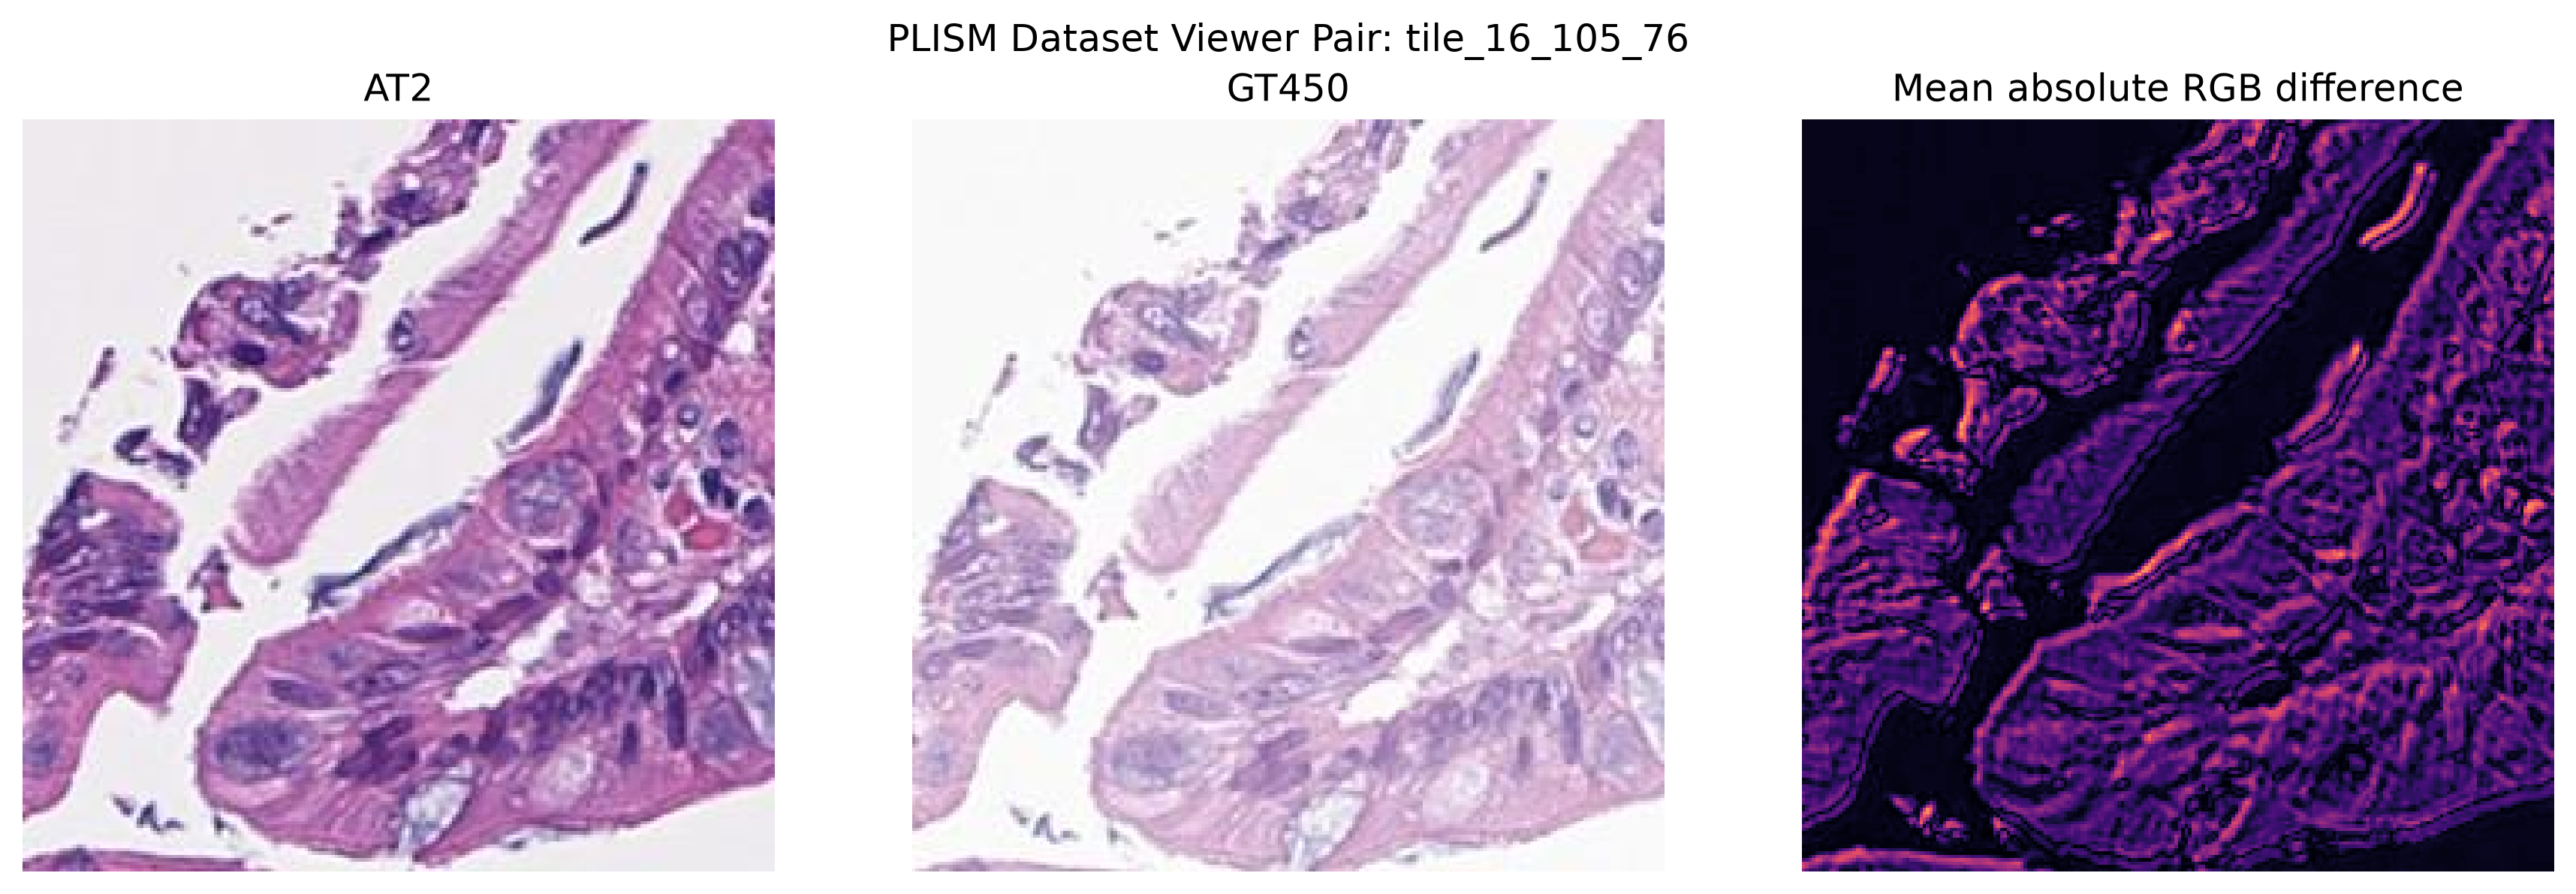 PLISM Dataset Viewer Pair: tile_16_105_76
AT2
GT450
Mean absolute RGB difference